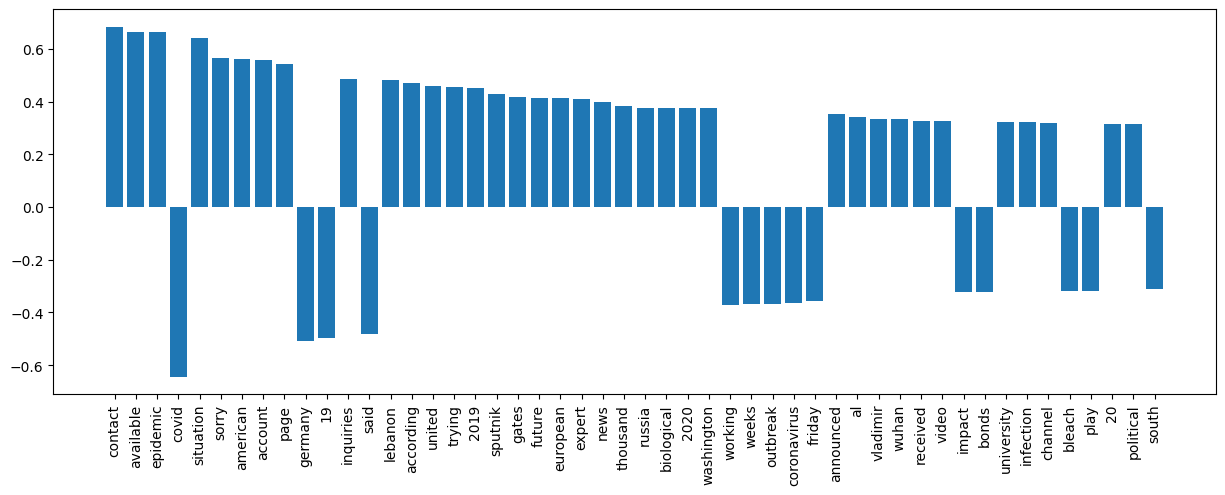 0.6
0.4
0.2
0.0
−0.2
−0.4
−0.6
contact
available
epidemic
covid
situation
sorry
american
account
page
germany
19
inquiries
said
lebanon
according
united
trying
2019
sputnik
gates
future
european
expert
news
thousand
russia
biological
2020
washington
working
weeks
outbreak
coronavirus
friday
announced
al
vladimir
wuhan
received
video
impact
bonds
university
infection
channel
bleach
play
20
political
south